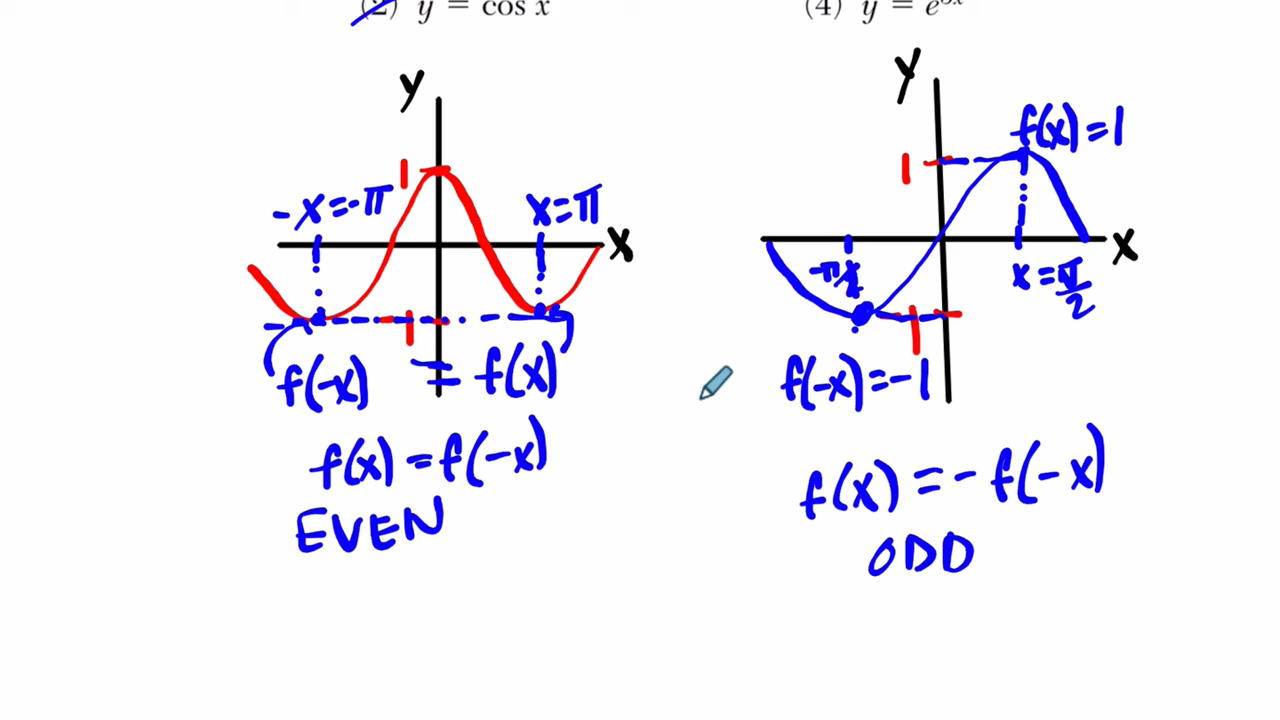 (2) y = cos x
(4) y = e
y
1
-x=-π
x=π
x
1
f(-x) = f(x)
f(x) = f(-x)
EVEN
y
f(x)=1
1
x
-π/2
x=π/2
1
f(-x)=-1
f(x) = -f(-x)
ODD